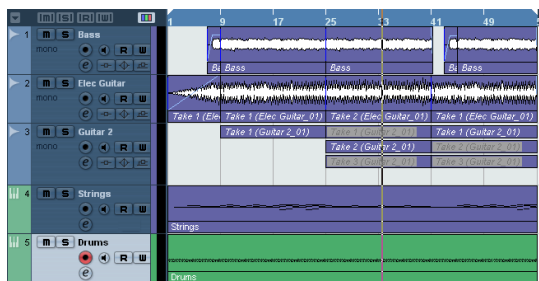 M S R W 1 9 17 25 33 41 49
1 m S Bass
mono R W
e Ba Bass Bass Ba Bass
2 m S Elec Guitar
mono R W
e Take 1 (Ele Take 1 (Elec Guitar_01) Take 2 (Elec Guitar_01) Take 1 (Elec Guitar_01)
3 m S Guitar 2 Take 1 (Guitar 2_01) Take 1 (Guitar 2_01) Take 1 (Guitar 2_01)
mono R W Take 2 (Guitar 2_01) Take 2 (Guitar 2_01)
e Take 3 (Guitar 2_01) Take 3 (Guitar 2_01)
4 m S Strings
R W
e Strings
5 m S Drums
R W
e Drums